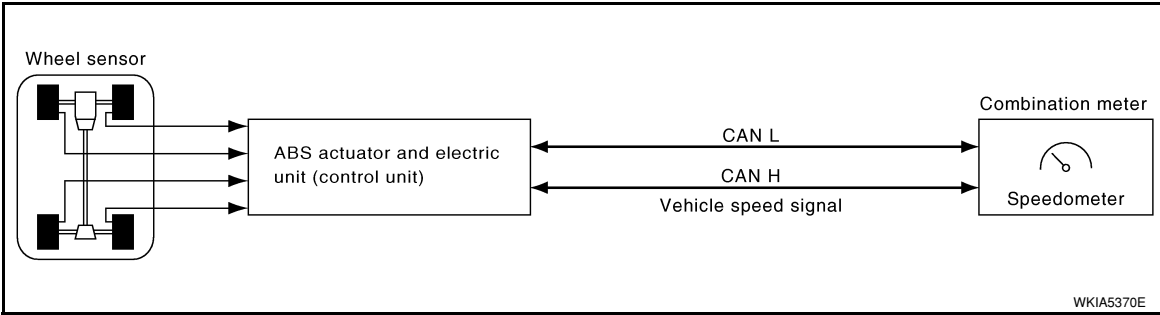 Wheel sensor
ABS actuator and electric
unit (control unit)
CAN L
CAN H
Vehicle speed signal
Combination meter
Speedometer
WKIA5370E